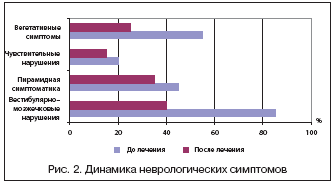 Вегетативные
симптомы
Чувствительные
нарушения
Пирамидная
симптоматика
Вестибулярно–
мозжечковые
нарушения
0 20 40 60 80 100
%
До лечения После лечения
Рис. 2. Динамика неврологических симптомов